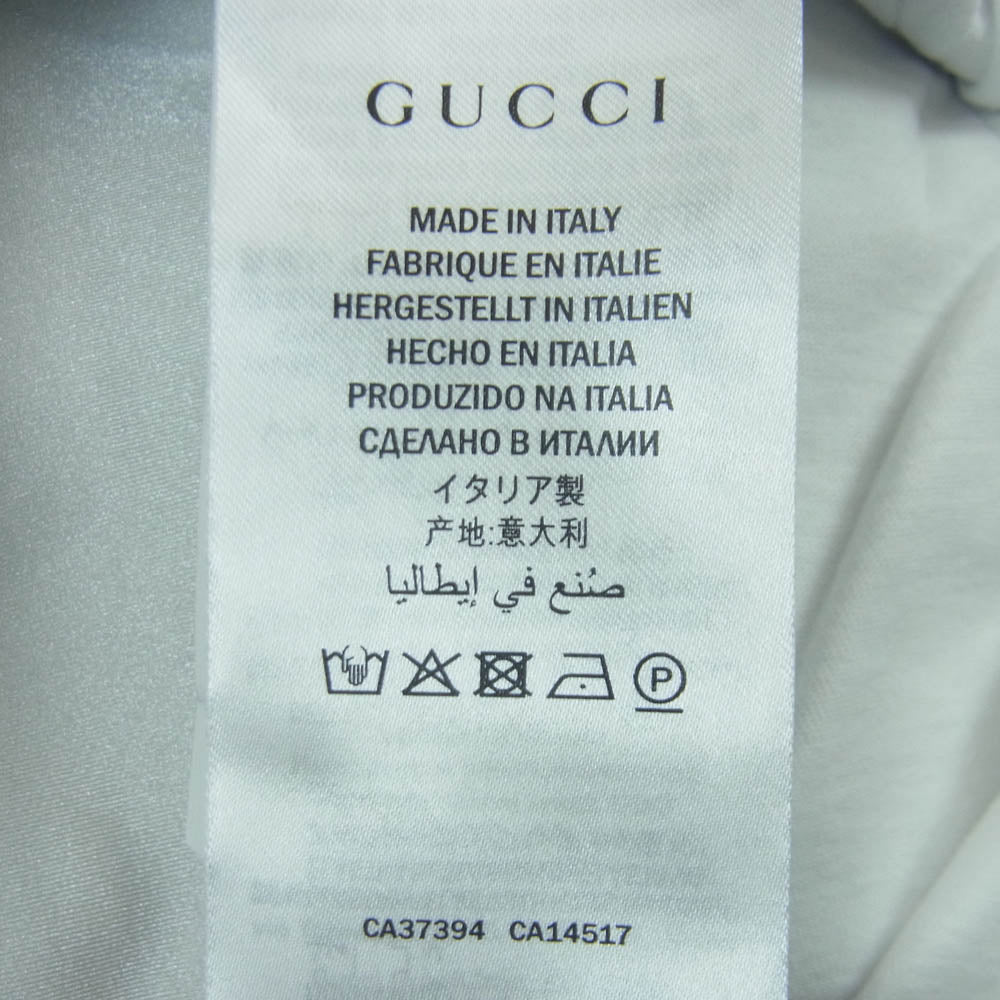 GUCCI
MADE IN ITALY
FABRIQUE EN ITALIE
HERGESTELLT IN ITALIEN
HECHO EN ITALIA
PRODUZIDO NA ITALIA
СДЕЛАНО В ИТАЛИИ
イタリア製
产地:意大利
صُنع في إيطاليا
P
CA37394 CA14517